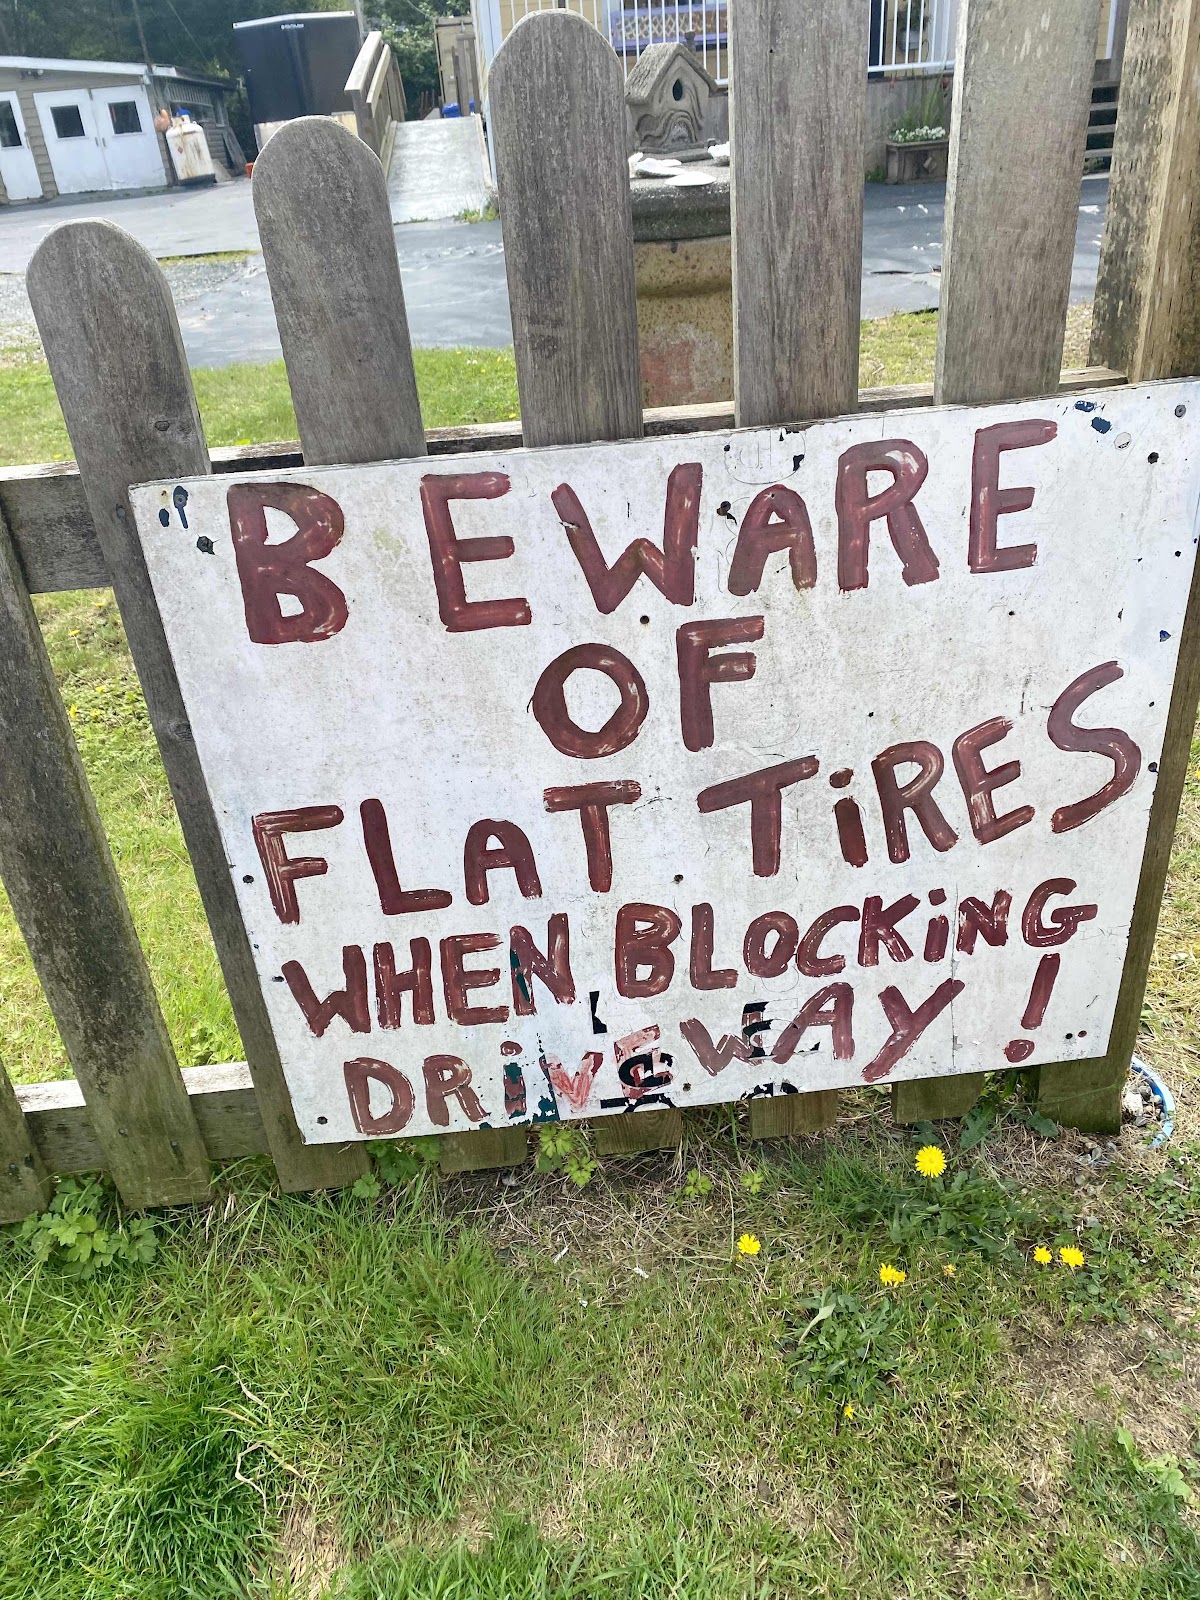 BEWARE
OF
FLAT TiRES
WHEN BLOCKiNG
DRiVEWAY!